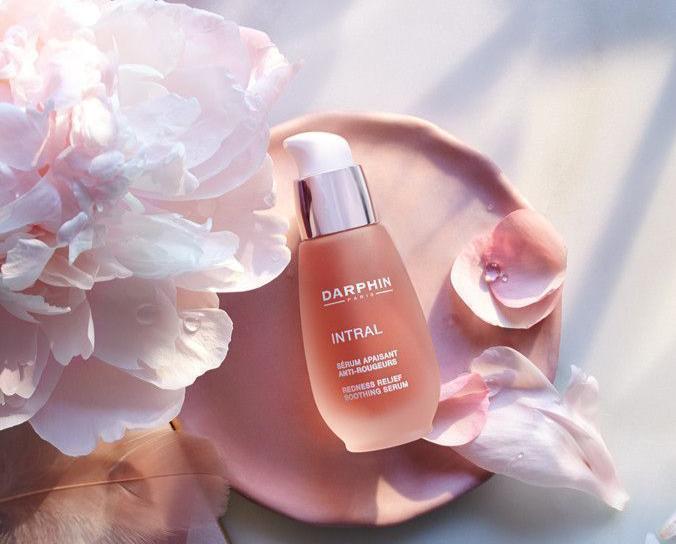 DARPHIN
PARIS
INTRAL
SÉRUM APAISANT
ANTI-ROUGEURS
REDNESS RELIEF
SOOTHING SERUM